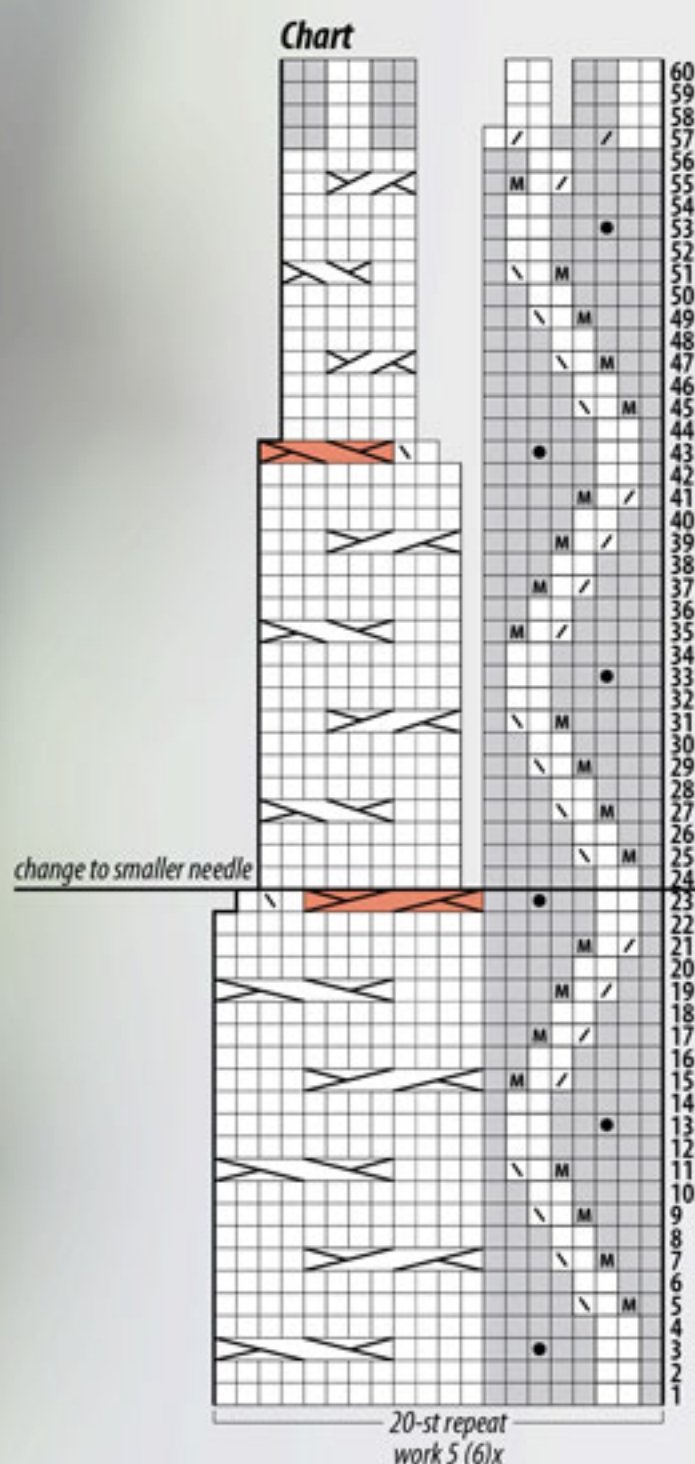 Chart
60
59
58
57
56
M 55
54
53
52
M 51
50
M 49
48
M 47
46
M 45
44
43
42
M 41
40
M 39
38
M 37
36
M 35
34
33
32
M 31
30
M 29
28
M 27
26
M 25
change to smaller needle 24
23
22
M 21
20
M 19
18
M 17
16
M 15
14
13
12
M 11
10
M 9
8
M 7
6
M 5
4
3
2
1
20-st repeat
work 5 (6)x